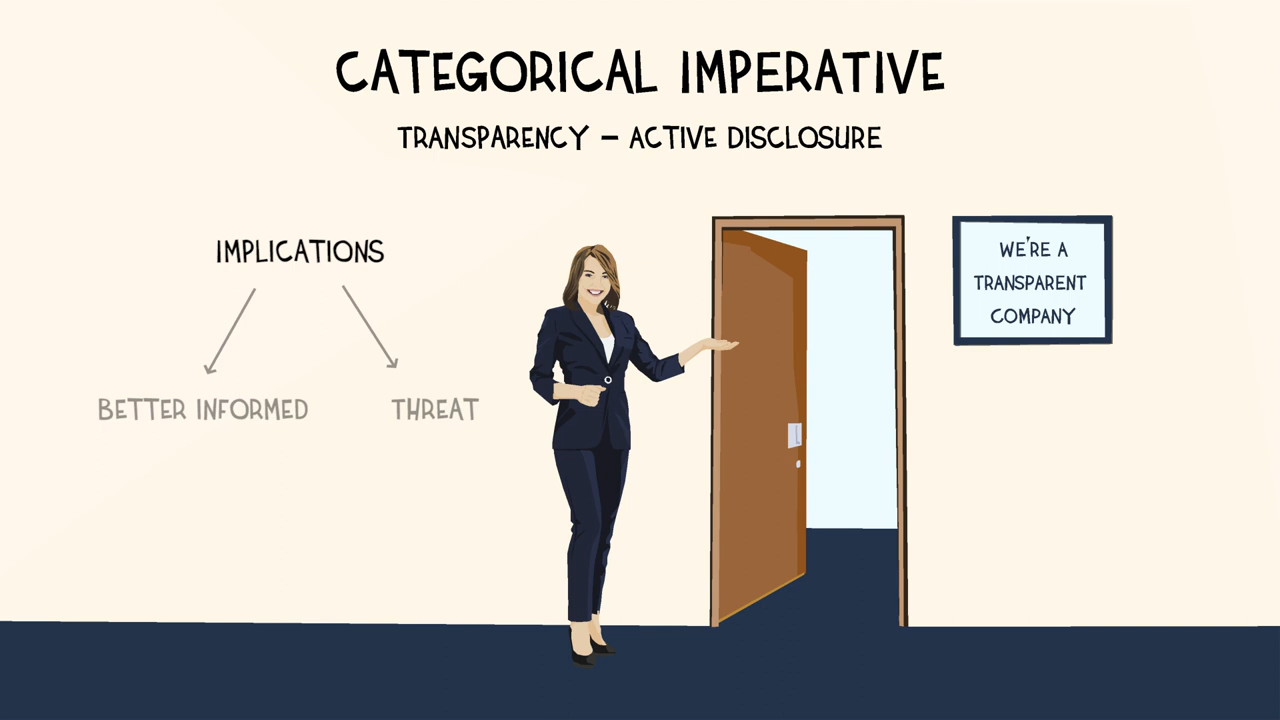 CATEGORICAL IMPERATIVE
TRANSPARENCY – ACTIVE DISCLOSURE
IMPLICATIONS
BETTER INFORMED
THREAT
WE'RE A
TRANSPARENT
COMPANY